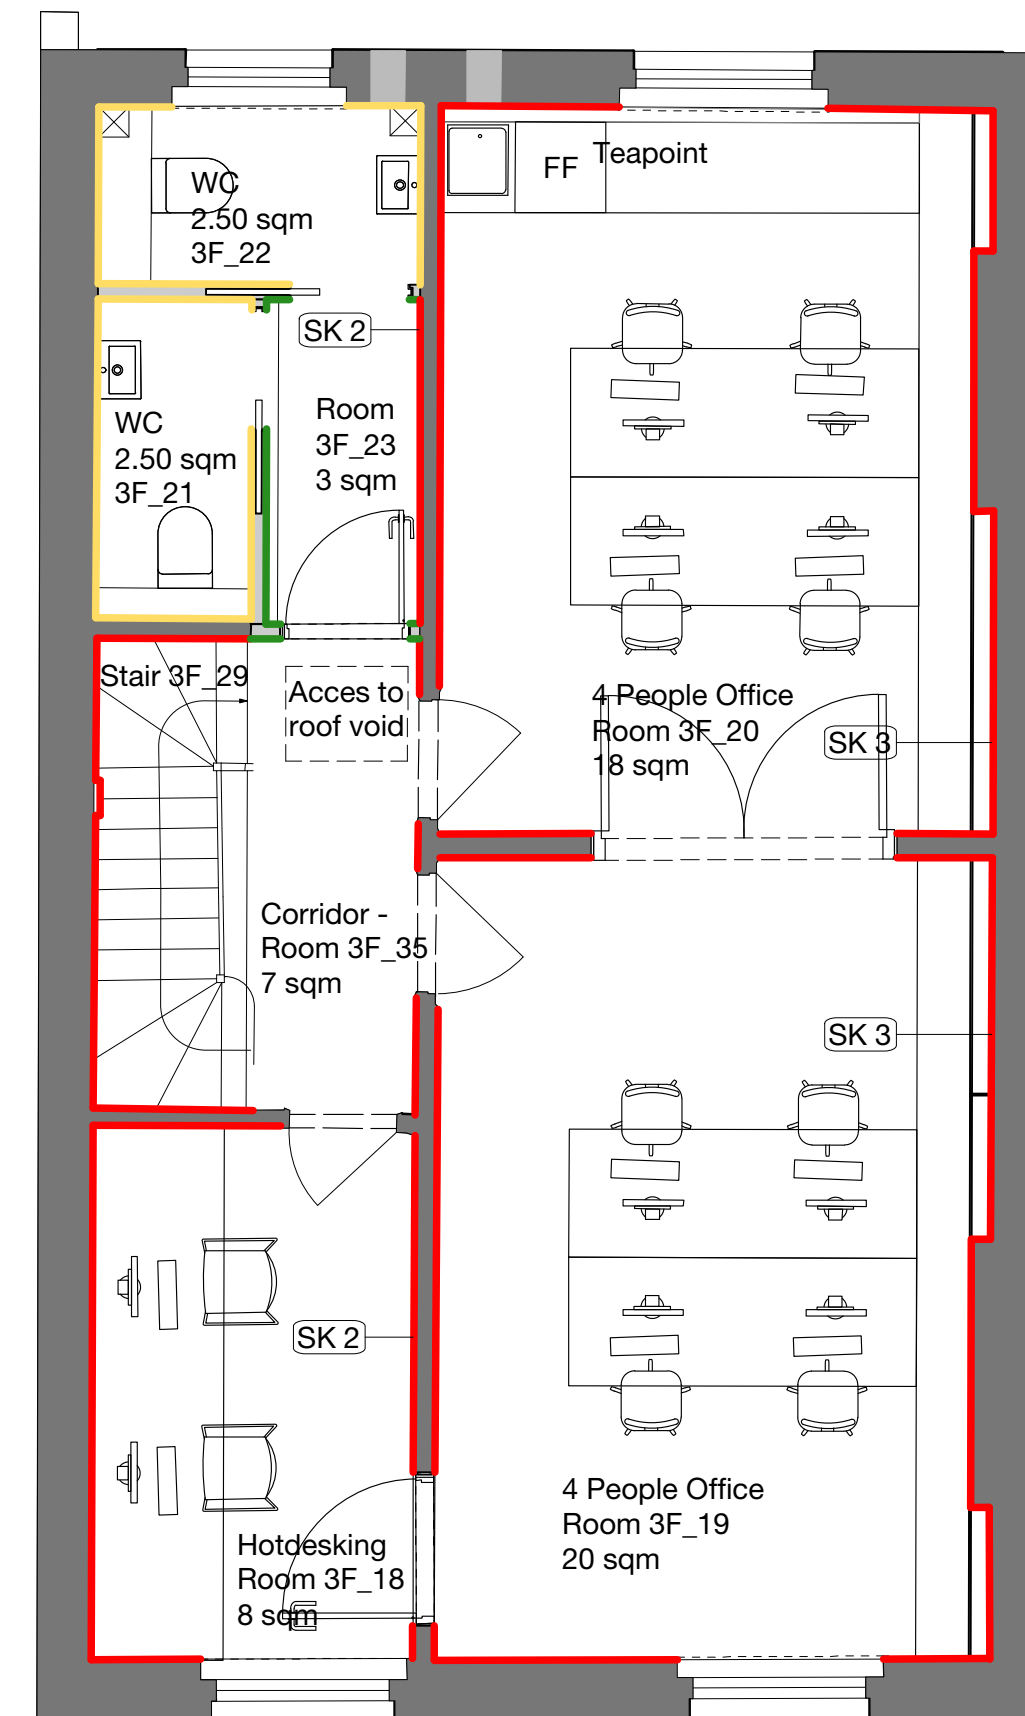 FF
Teapoint
WC
2.50 sqm
3F_22
SK 2
Room
3F_23
3 sqm
WC
2.50 sqm
3F_21
Stair 3F_29
Acces to
roof void
4 People Office
Room 3F_20
18 sqm
SK 3
Corridor -
Room 3F_35
7 sqm
SK 3
SK 2
4 People Office
Room 3F_19
20 sqm
Hotdesking
Room 3F_18
8 sqm